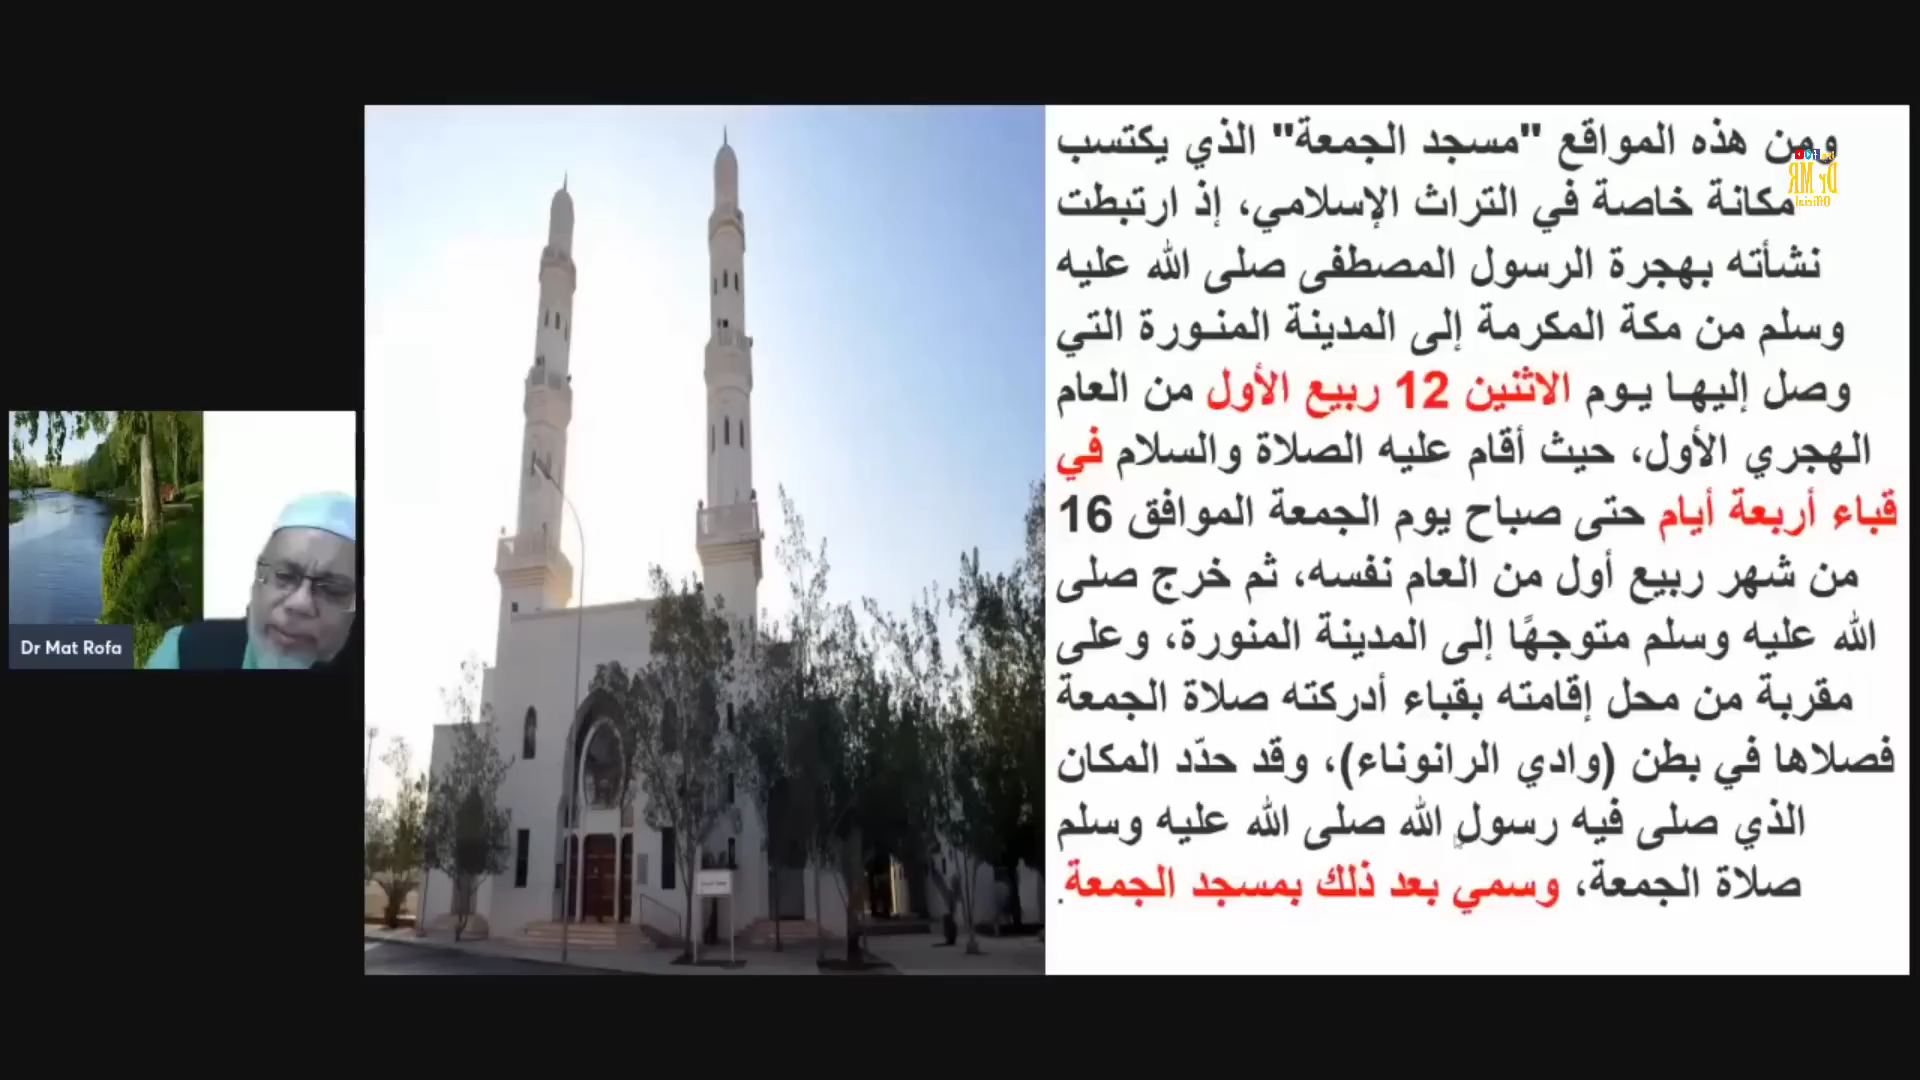 ومن هذه المواقع "مسجد الجمعة" الذي يكتسب
مكانة خاصة في التراث الإسلامي، إذ ارتبطت
نشأته بهجرة الرسول المصطفى صلى الله عليه
وسلم من مكة المكرمة إلى المدينة المنورة التي
وصل إليها يوم الاثنين 12 ربيع الأول من العام
الهجري الأول، حيث أقام عليه الصلاة والسلام في
قباء أربعة أيام حتى صباح يوم الجمعة الموافق 16
من شهر ربيع أول من العام نفسه، ثم خرج صلى
الله عليه وسلم متوجهًا إلى المدينة المنورة، وعلى
مقربة من محل إقامته بقباء أدركته صلاة الجمعة
فصلاها في بطن (وادي الرانوناء)، وقد حدّد المكان
الذي صلى فيه رسول الله صلى الله عليه وسلم
صلاة الجمعة، وسمي بعد ذلك بمسجد الجمعة.
Dr MR
Official
Dr Mat Rofa